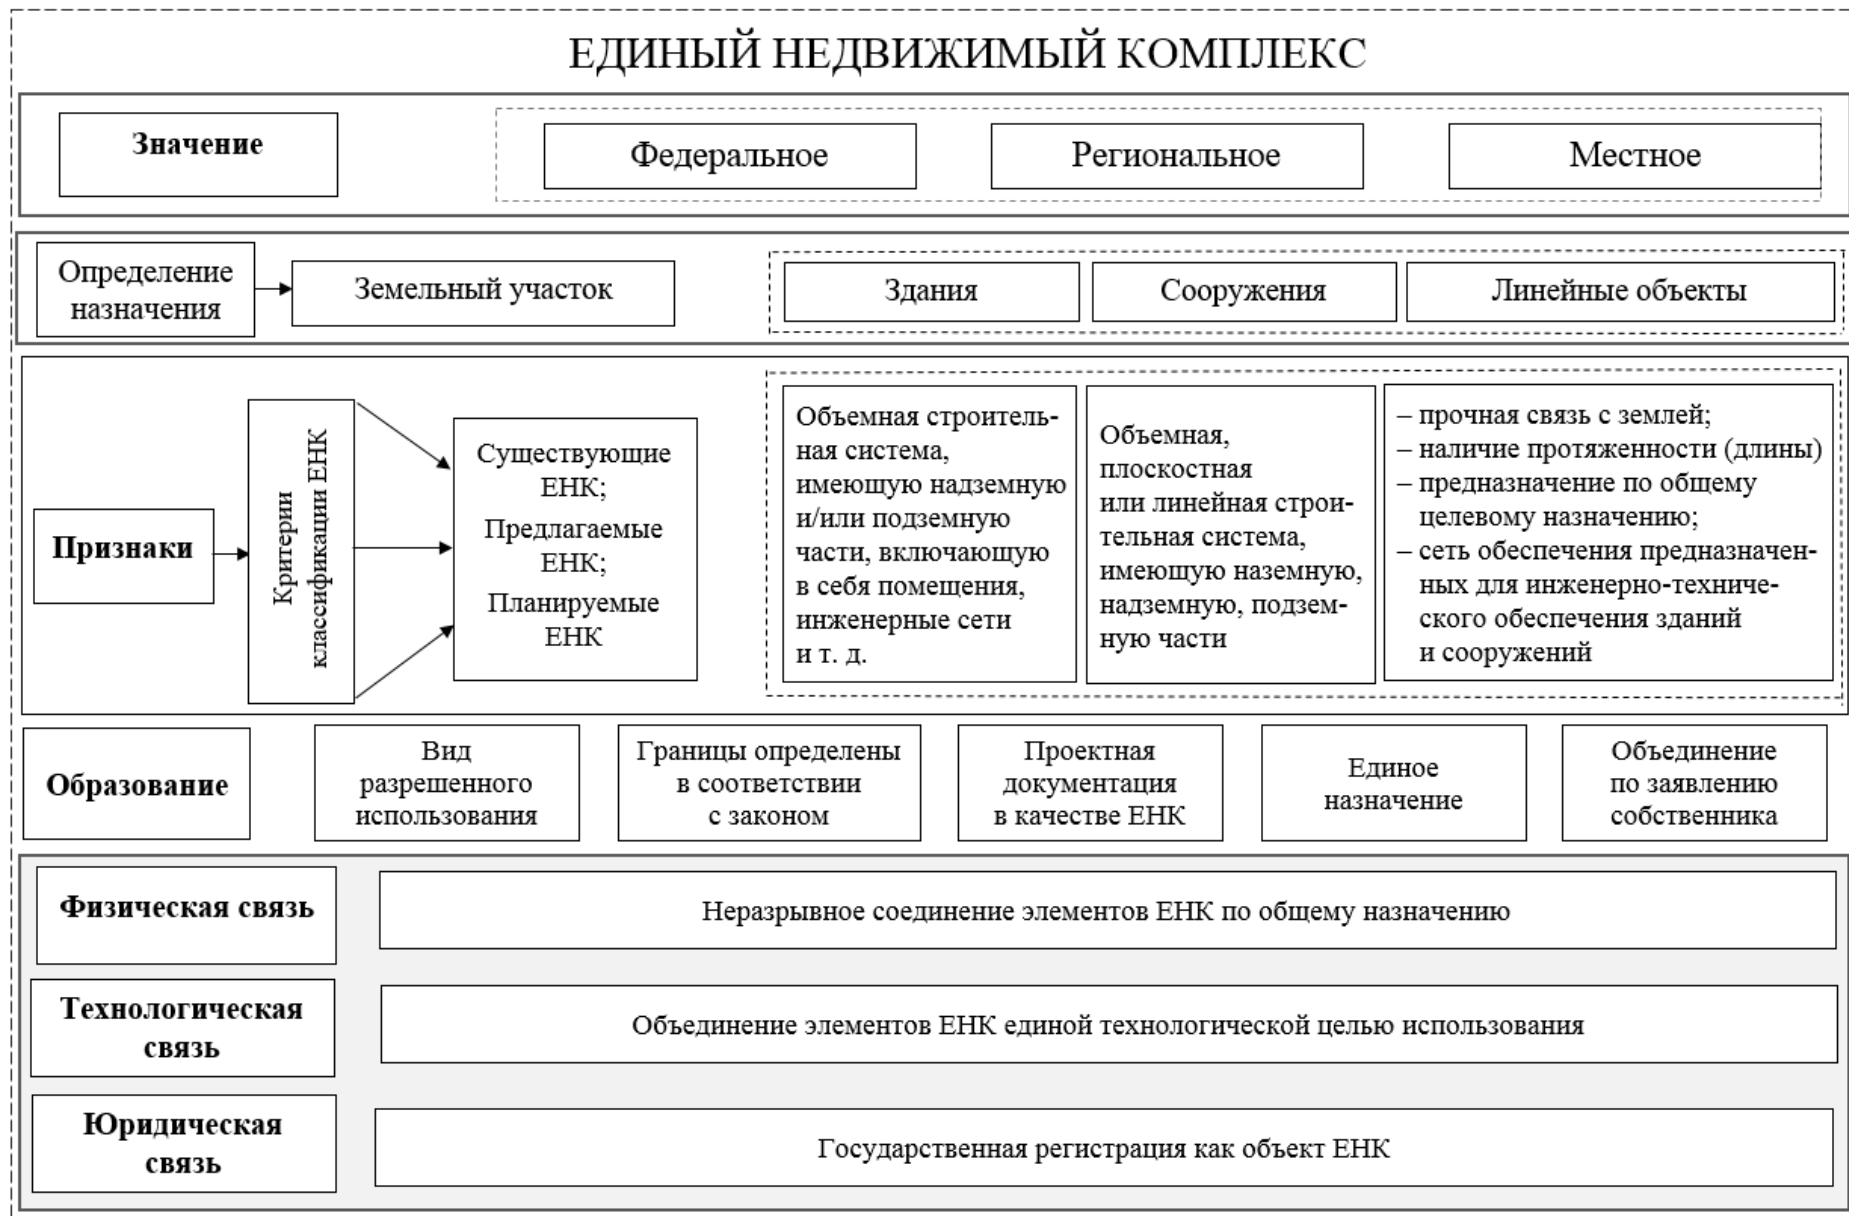 ЕДИНЫЙ НЕДВИЖИМЫЙ КОМПЛЕКС
Значение
Федеральное
Региональное
Местное
Определение
назначения
Земельный участок
Здания
Сооружения
Линейные объекты
Признаки
Критерии
классификации ЕНК
Существующие
ЕНК;
Предлагаемые
ЕНК;
Планируемые
ЕНК
Объемная строитель-
ная система,
имеющую надземную
и/или подземную
части, включающую
в себя помещения,
инженерные сети
и т. д.
Объемная,
плоскостная
или линейная строи-
тельная система,
имеющую наземную,
надземную, подзем-
ную части
– прочная связь с землей;
– наличие протяженности (длины)
– предназначение по общему
целевому назначению;
– сеть обеспечения предназначен-
ных для инженерно-техниче-
ского обеспечения зданий
и сооружений
Образование
Вид
разрешенного
использования
Границы определены
в соответствии
с законом
Проектная
документация
в качестве ЕНК
Единое
назначение
Объединение
по заявлению
собственника
Физическая связь
Неразрывное соединение элементов ЕНК по общему назначению
Технологическая
связь
Объединение элементов ЕНК единой технологической целью использования
Юридическая
связь
Государственная регистрация как объект ЕНК